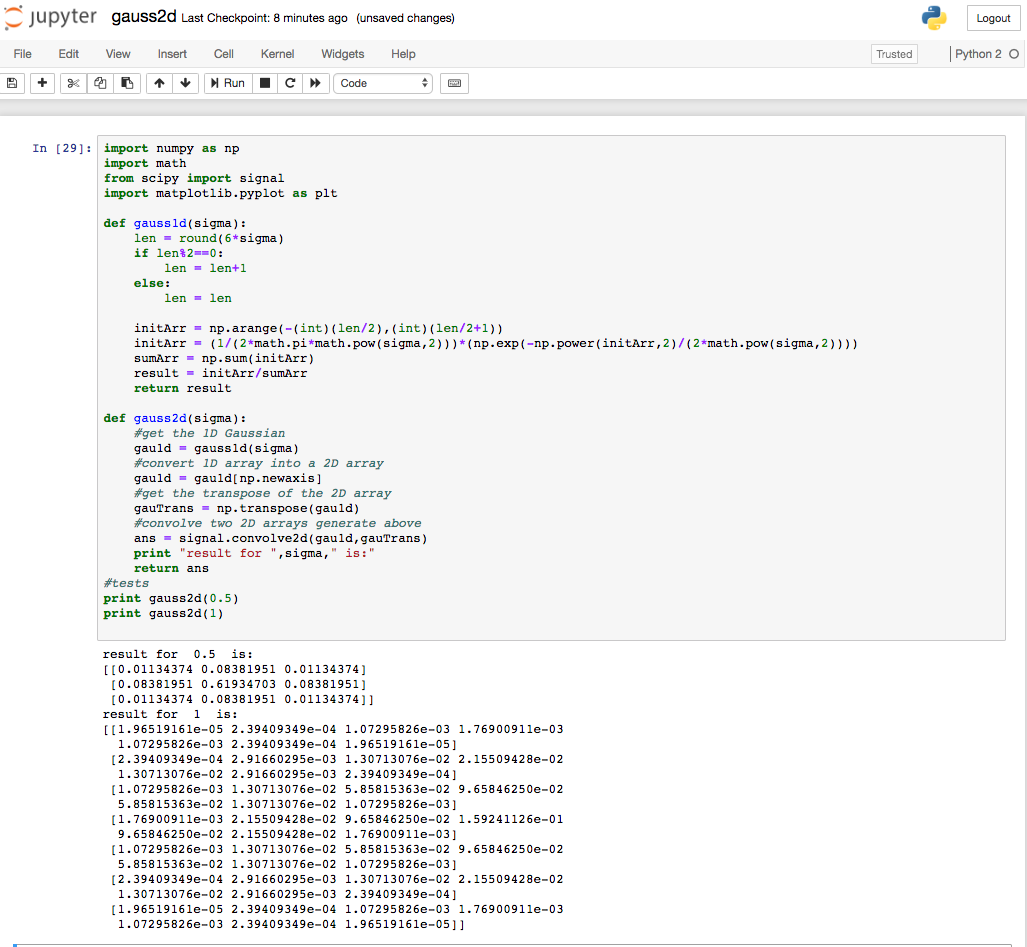 jupyter gauss2d Last Checkpoint: 8 minutes ago (unsaved changes) Logout
File Edit View Insert Cell Kernel Widgets Help Trusted Python 2
Run Code
In [29]: import numpy as np
import math
from scipy import signal
import matplotlib.pyplot as plt
def gauss1d(sigma):
    len = round(6*sigma)
    if len%2==0:
        len = len+1
    else:
        len = len
    initArr = np.arange(-(int)(len/2),(int)(len/2+1))
    initArr = (1/(2*math.pi*math.pow(sigma,2)))*(np.exp(-np.power(initArr,2)/(2*math.pow(sigma,2))))
    sumArr = np.sum(initArr)
    result = initArr/sumArr
    return result
def gauss2d(sigma):
    #get the 1D Gaussian
    gau1d = gauss1d(sigma)
    #convert 1D array into a 2D array
    gau1d = gau1d[np.newaxis]
    #get the transpose of the 2D array
    gauTrans = np.transpose(gau1d)
    #convolve two 2D arrays generate above
    ans = signal.convolve2d(gau1d,gauTrans)
    print "result for ",sigma," is:"
    return ans
#tests
print gauss2d(0.5)
print gauss2d(1)
result for  0.5  is:
[[0.01134374 0.08381951 0.01134374]
 [0.08381951 0.61934703 0.08381951]
 [0.01134374 0.08381951 0.01134374]]
result for  1  is:
[[1.96519161e-05 2.39409349e-04 1.07295826e-03 1.76900911e-03
  1.07295826e-03 2.39409349e-04 1.96519161e-05]
 [2.39409349e-04 2.91660295e-03 1.30713076e-02 2.15509428e-02
  1.30713076e-02 2.91660295e-03 2.39409349e-04]
 [1.07295826e-03 1.30713076e-02 5.85815363e-02 9.65846250e-02
  5.85815363e-02 1.30713076e-02 1.07295826e-03]
 [1.76900911e-03 2.15509428e-02 9.65846250e-02 1.59241126e-01
  9.65846250e-02 2.15509428e-02 1.76900911e-03]
 [1.07295826e-03 1.30713076e-02 5.85815363e-02 9.65846250e-02
  5.85815363e-02 1.30713076e-02 1.07295826e-03]
 [2.39409349e-04 2.91660295e-03 1.30713076e-02 2.15509428e-02
  1.30713076e-02 2.91660295e-03 2.39409349e-04]
 [1.96519161e-05 2.39409349e-04 1.07295826e-03 1.76900911e-03
  1.07295826e-03 2.39409349e-04 1.96519161e-05]]